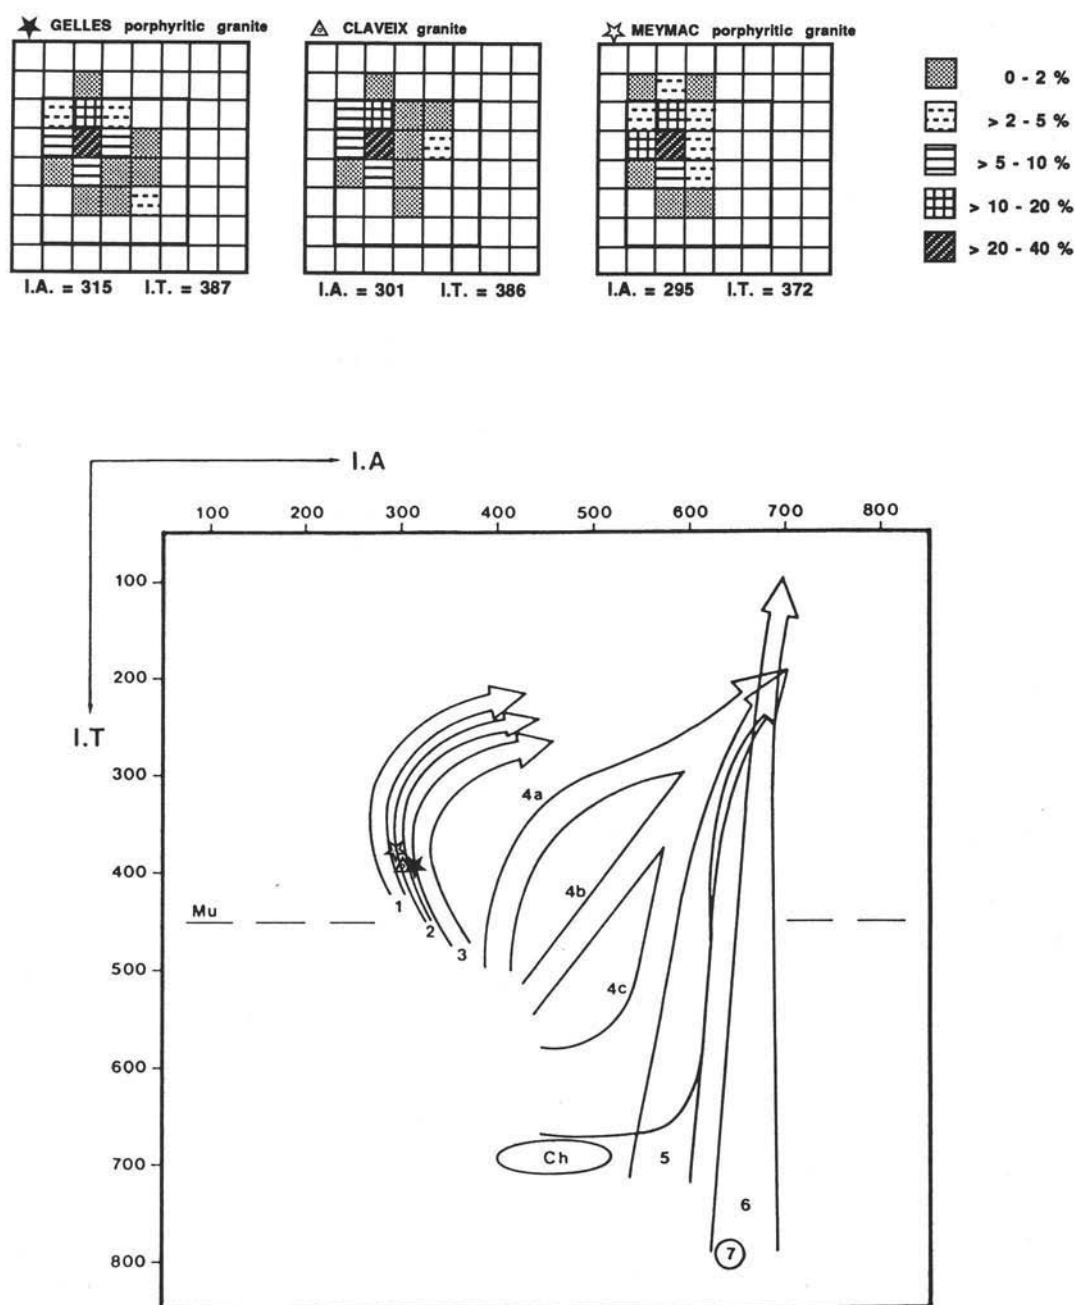 GELLES porphyritic granite
CLAVEIX granite
MEYMAC porphyritic granite
0 - 2 %
> 2 - 5 %
> 5 - 10 %
> 10 - 20 %
> 20 - 40 %
I.A. = 315 I.T. = 387
I.A. = 301 I.T. = 386
I.A. = 295 I.T. = 372
I.A
I.T
100 200 300 400 500 600 700 800
100
200
300
400
500
600
700
800
4a
4b
4c
Mu
1
2
3
Ch
5
6
7